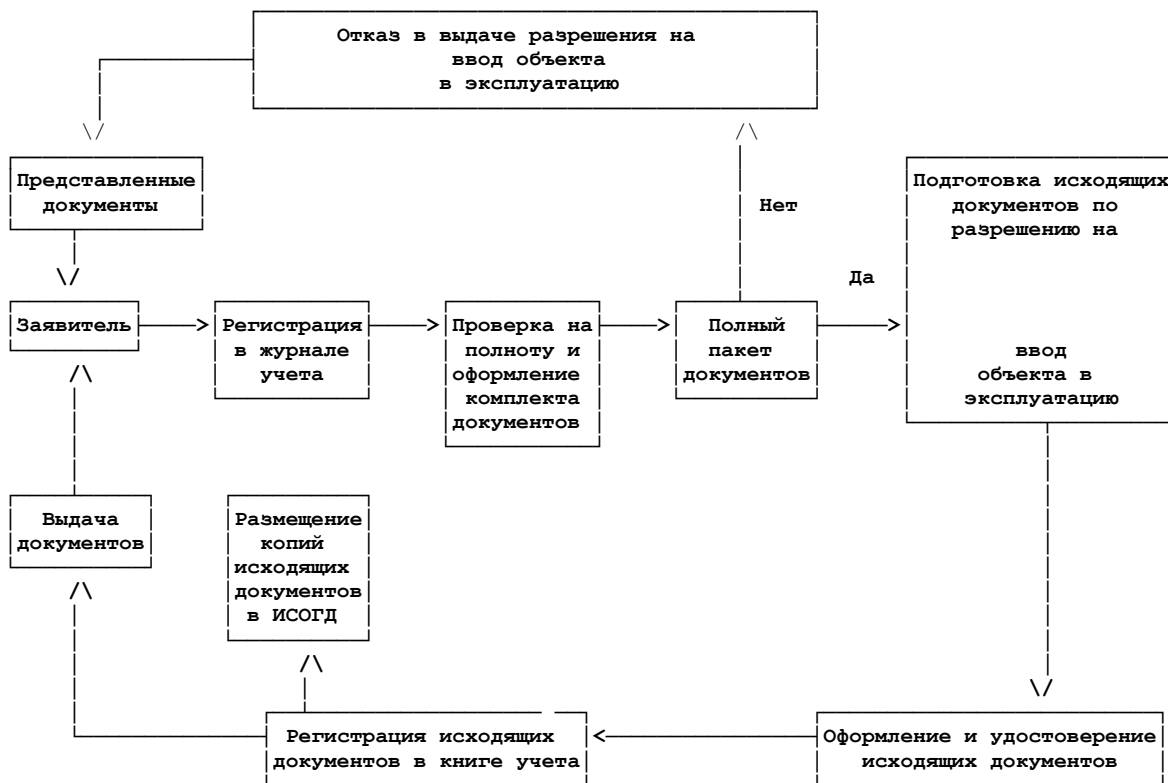 Отказ в выдаче разрешения на
ввод объекта
в эксплуатацию
Представленные
документы
Нет
Подготовка исходящих
документов по
разрешению на
ввод
объекта в
эксплуатацию
Да
Заявитель
Регистрация
в журнале
учета
Проверка на
полноту и
оформление
комплекта
документов
Полный
пакет
документов
Выдача
документов
Размещение
копий
исходящих
документов
в ИСОГД
Регистрация исходящих
документов в книге учета
Оформление и удостоверение
исходящих документов